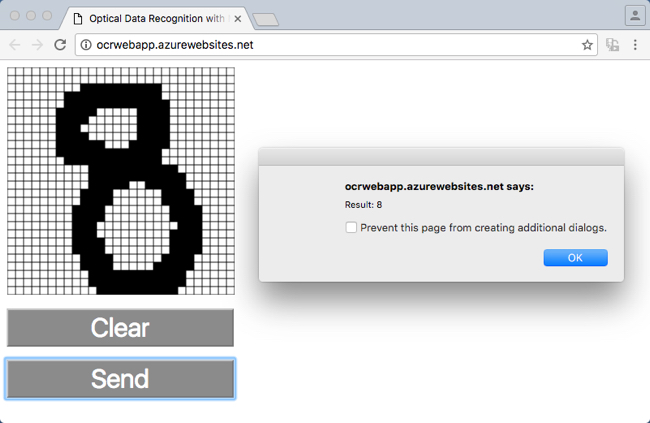 Optical Data Recognition with
ocrwebapp.azurewebsites.net
8
ocrwebapp.azurewebsites.net says:
Result: 8
Prevent this page from creating additional dialogs.
OK
Clear
Send